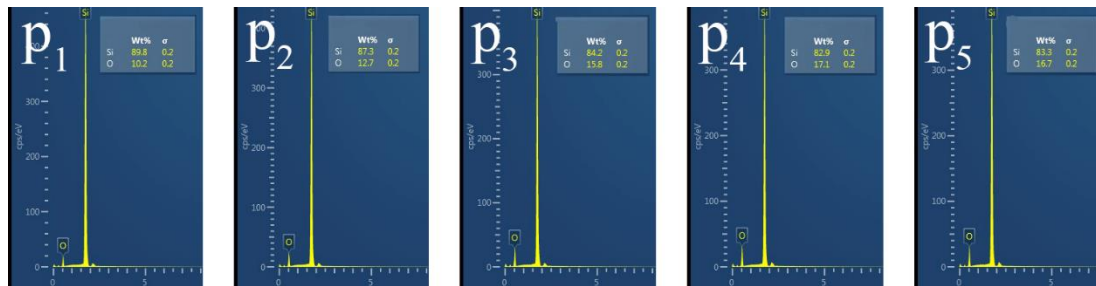 p1
Si
Wt% σ
Si 89.8 0.2
O 10.2 0.2
300
200
100
0
cps/eV
O
0 5
p2
Si
Wt% σ
Si 87.3 0.2
O 12.7 0.2
300
200
100
0
cps/eV
O
0 5
p3
Si
Wt% σ
Si 84.2 0.2
O 15.8 0.2
300
200
100
0
cps/eV
O
0 5
p4
Si
Wt% σ
Si 82.9 0.2
O 17.1 0.2
300
200
100
0
cps/eV
O
0 5
p5
Si
Wt% σ
Si 83.3 0.2
O 16.7 0.2
300
200
100
0
cps/eV
O
0 5